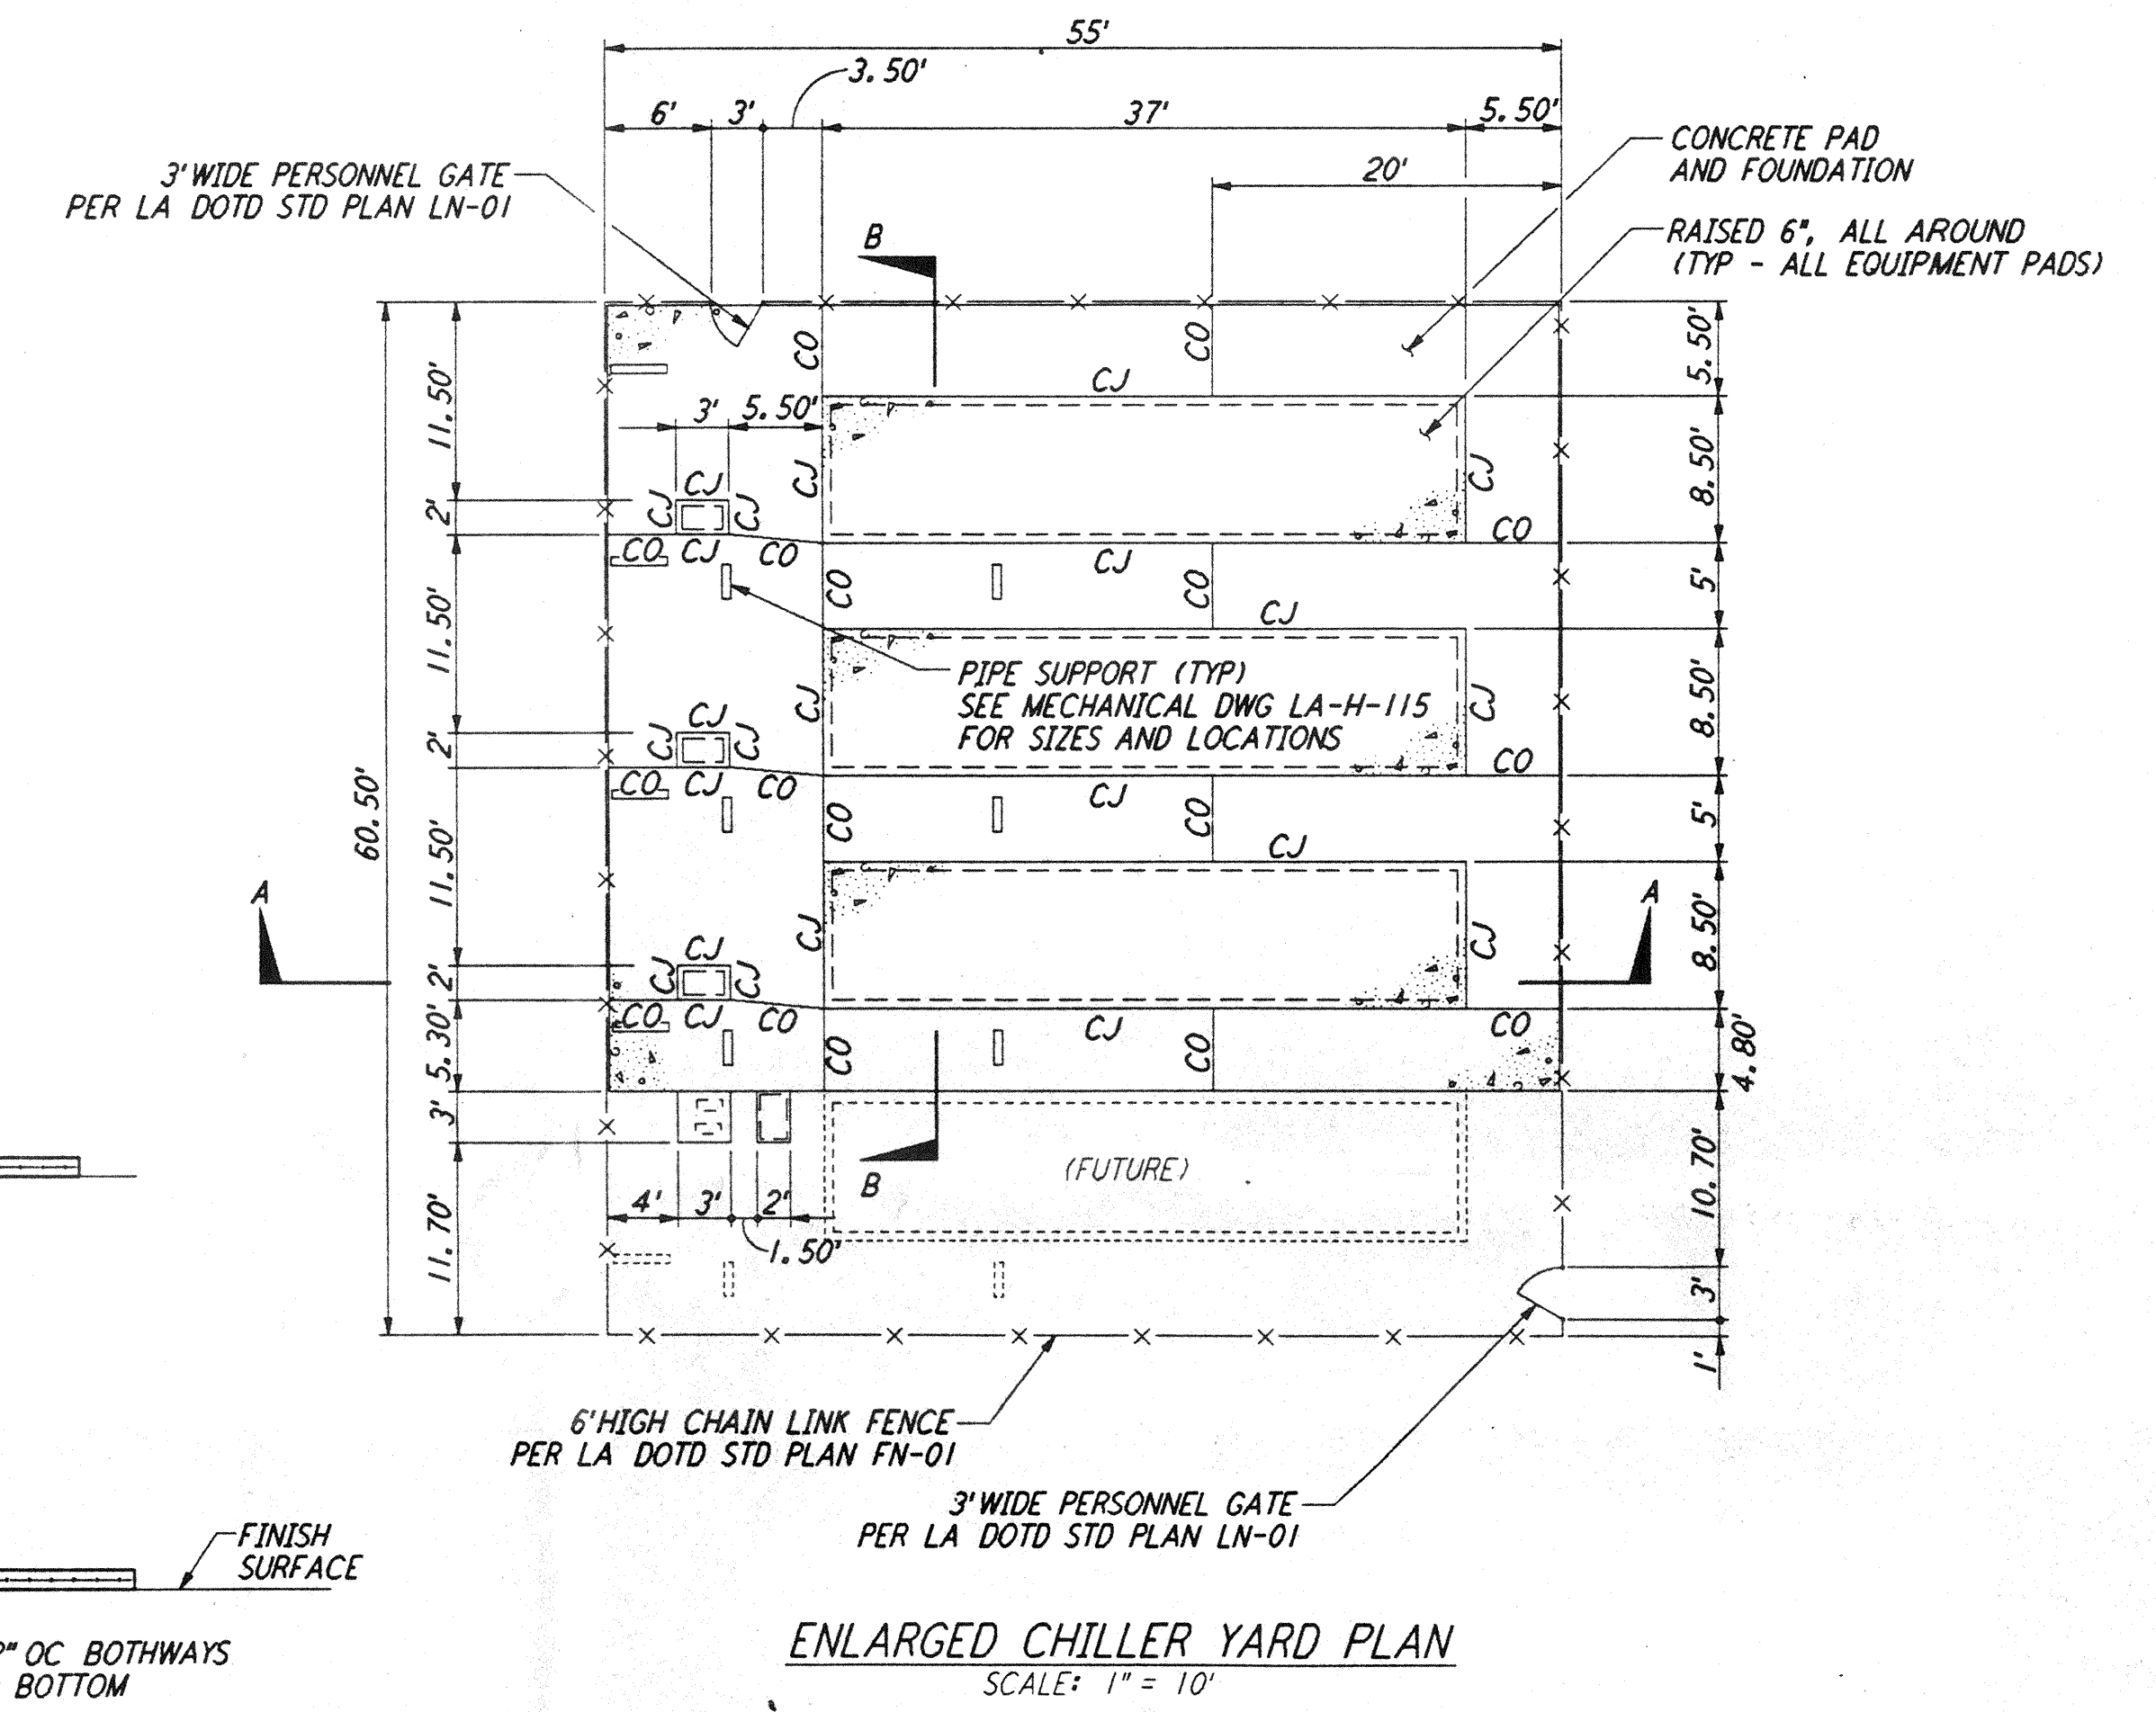 55'
3.50'
6'
3'
37'
5.50'
20'
3' WIDE PERSONNEL GATE
PER LA DOTD STD PLAN LN-01
CONCRETE PAD
AND FOUNDATION
RAISED 6", ALL AROUND
(TYP - ALL EQUIPMENT PADS)
B
CO
CO
5.50'
CJ
11.50'
3'
5.50'
CJ
CJ
8.50'
2'
CJ
CJ
CJ
CO
CO
CJ
CO
CJ
CO
CO
5'
CJ
11.50'
PIPE SUPPORT (TYP)
SEE MECHANICAL DWG LA-H-115
FOR SIZES AND LOCATIONS
CJ
CJ
8.50'
2'
CJ
CJ
CJ
CO
CO
CJ
CO
CJ
CO
CO
5'
CJ
60.50'
11.50'
A
A
CJ
CJ
8.50'
2'
CJ
CJ
CJ
CO
CJ
CO
CJ
CO
CO
CO
5.30'
4.80'
3'
(FUTURE)
B
10.70'
4'
3'
2'
1.50'
11.70'
3'
1'
6' HIGH CHAIN LINK FENCE
PER LA DOTD STD PLAN FN-01
3' WIDE PERSONNEL GATE
PER LA DOTD STD PLAN LN-01
FINISH
SURFACE
" OC BOTHWAYS
BOTTOM
ENLARGED CHILLER YARD PLAN
SCALE: 1" = 10'